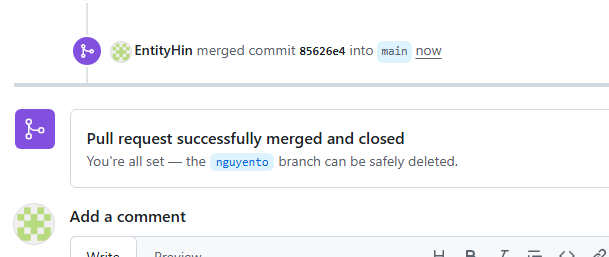 EntityHin merged commit 85626e4 into main now
Pull request successfully merged and closed
You're all set — the nguyento branch can be safely deleted.
Add a comment
Write Preview H B I